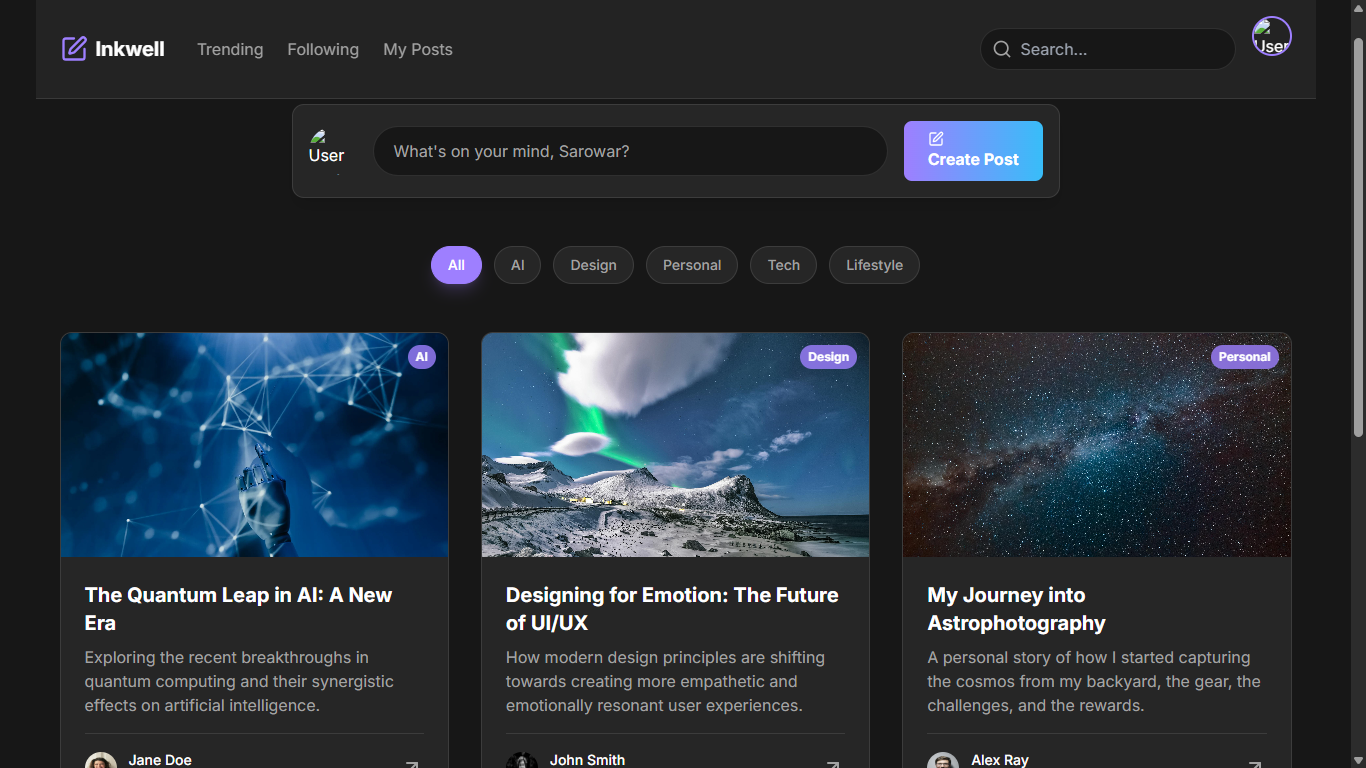 Inkwell
Trending
Following
My Posts
Search...
User
User
What's on your mind, Sarowar?
Create Post
All
AI
Design
Personal
Tech
Lifestyle
AI
Design
Personal
The Quantum Leap in AI: A New
Era
Exploring the recent breakthroughs in
quantum computing and their synergistic
effects on artificial intelligence.
Jane Doe
Designing for Emotion: The Future
of UI/UX
How modern design principles are shifting
towards creating more empathetic and
emotionally resonant user experiences.
John Smith
My Journey into
Astrophotography
A personal story of how I started capturing
the cosmos from my backyard, the gear, the
challenges, and the rewards.
Alex Ray